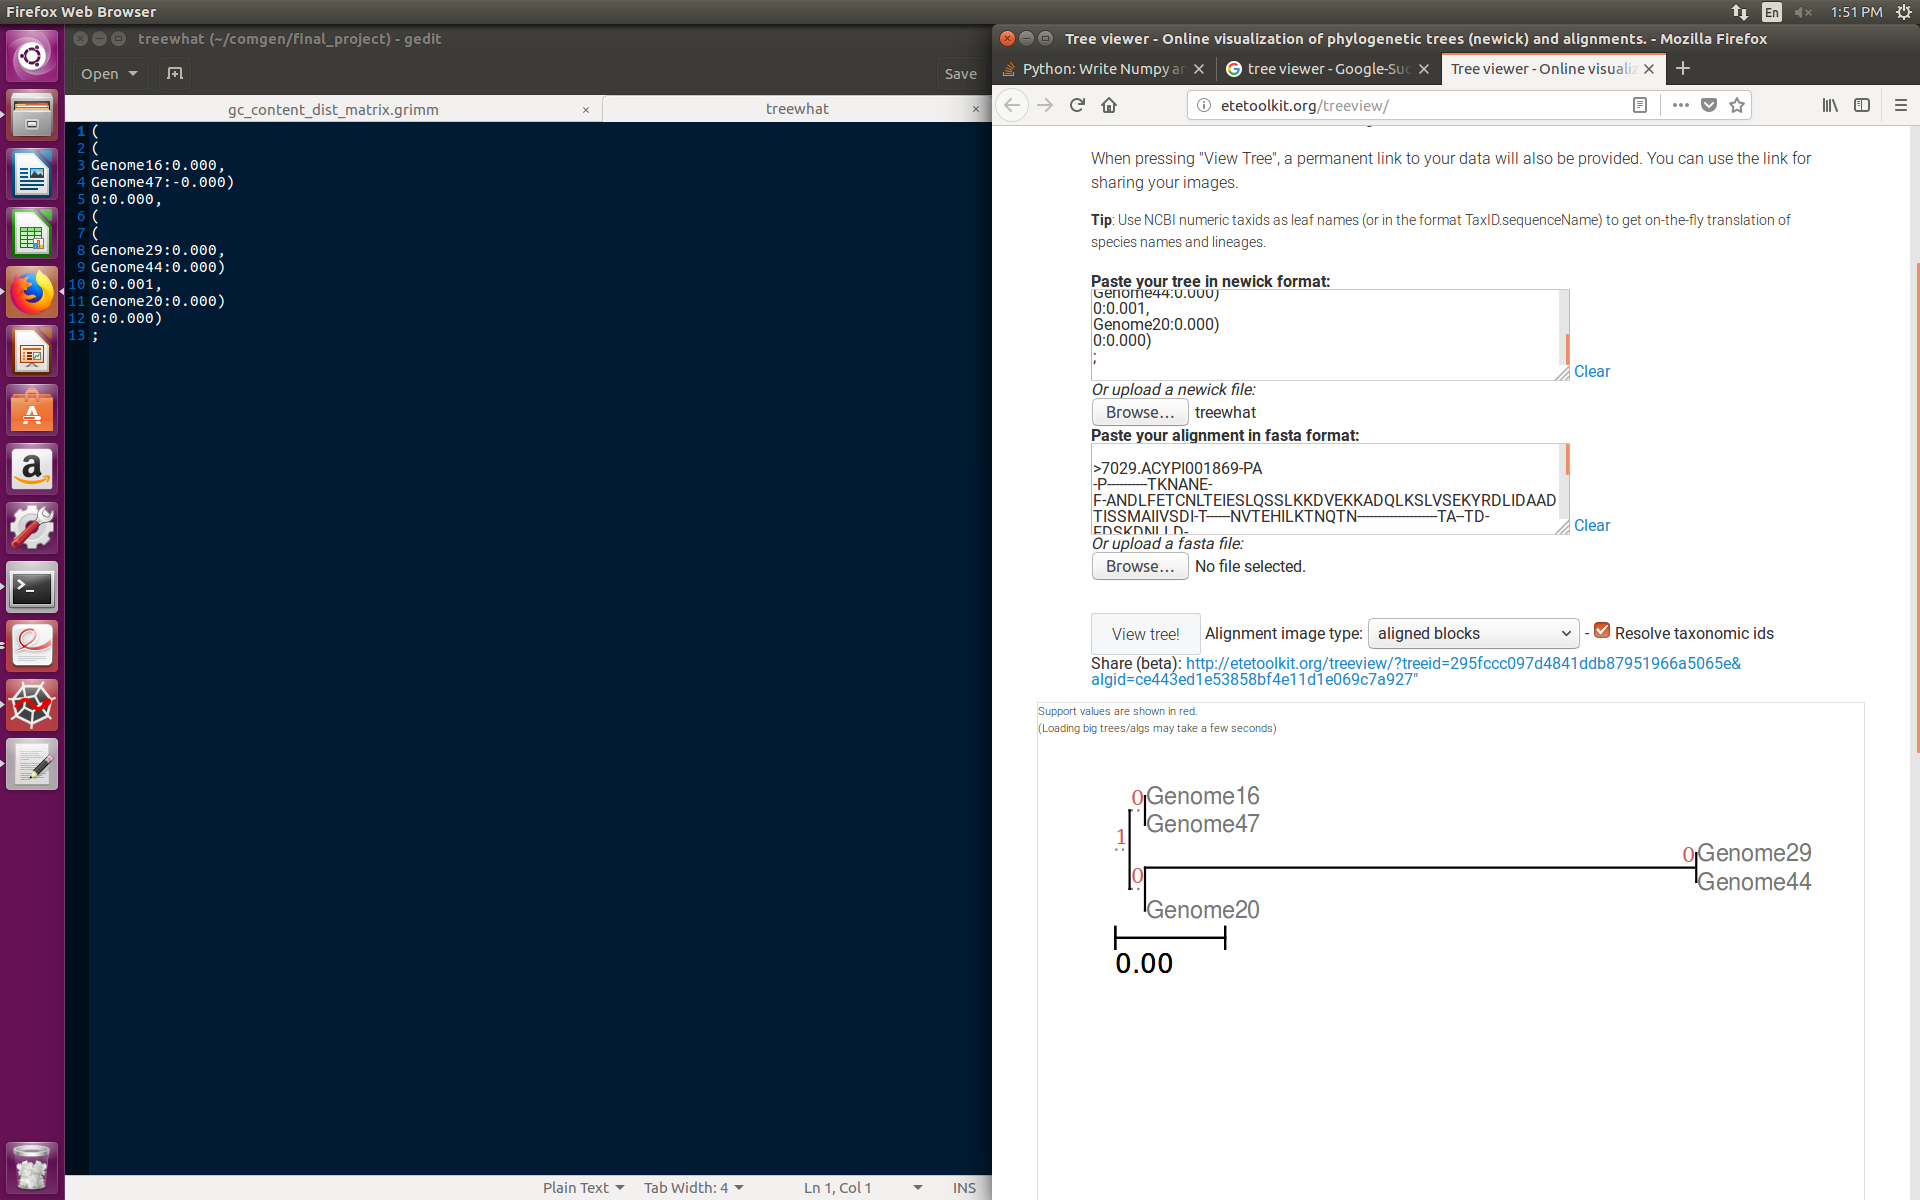 Firefox Web Browser
En
1:51 PM
treewhat (~/comgen/final_project) - gedit
Open
Save
gc_content_dist_matrix.grimm ×
treewhat ×
1 (
2 (
3 Genome16:0.000,
4 Genome47:-0.000)
5 0:0.000,
6 (
7 (
8 Genome29:0.000,
9 Genome44:0.000)
10 0:0.001,
11 Genome20:0.000)
12 0:0.000)
13 ;
Plain Text
Tab Width: 4
Ln 1, Col 1
INS
Tree viewer - Online visualization of phylogenetic trees (newick) and alignments. - Mozilla Firefox
Python: Write Numpy ar
tree viewer - Google-Suc
Tree viewer - Online visualiz
etetoolkit.org/treeview/
When pressing "View Tree", a permanent link to your data will also be provided. You can use the link for
sharing your images.
Tip: Use NCBI numeric taxids as leaf names (or in the format TaxID.sequenceName) to get on-the-fly translation of
species names and lineages.
Paste your tree in newick format:
Genome44:0.000)
0:0.001,
Genome20:0.000)
0:0.000)
;
Clear
Or upload a newick file:
Browse... treewhat
Paste your alignment in fasta format:
>7029.ACYPI001869-PA
-P----------TKNANE-
F-ANDLFETCNLTEIESLQSSLKKDVEKKADQLKSLVSEKYRDLIDAAD
TISSMAIIVSDI-T------NVTEHILKTNQTN--------------------TA--TD-
FDSKDNLLD-
Clear
Or upload a fasta file:
Browse... No file selected.
View tree! Alignment image type: aligned blocks - Resolve taxonomic ids
Share (beta): http://etetoolkit.org/treeview/?treeid=295fccc097d4841ddb87951966a5065e&
algid=ce443ed1e53858bf4e11d1e069c7a927"
Support values are shown in red.
(Loading big trees/algs may take a few seconds)
0 Genome16
Genome47
1
0 Genome29
0
Genome44
Genome20
0.00